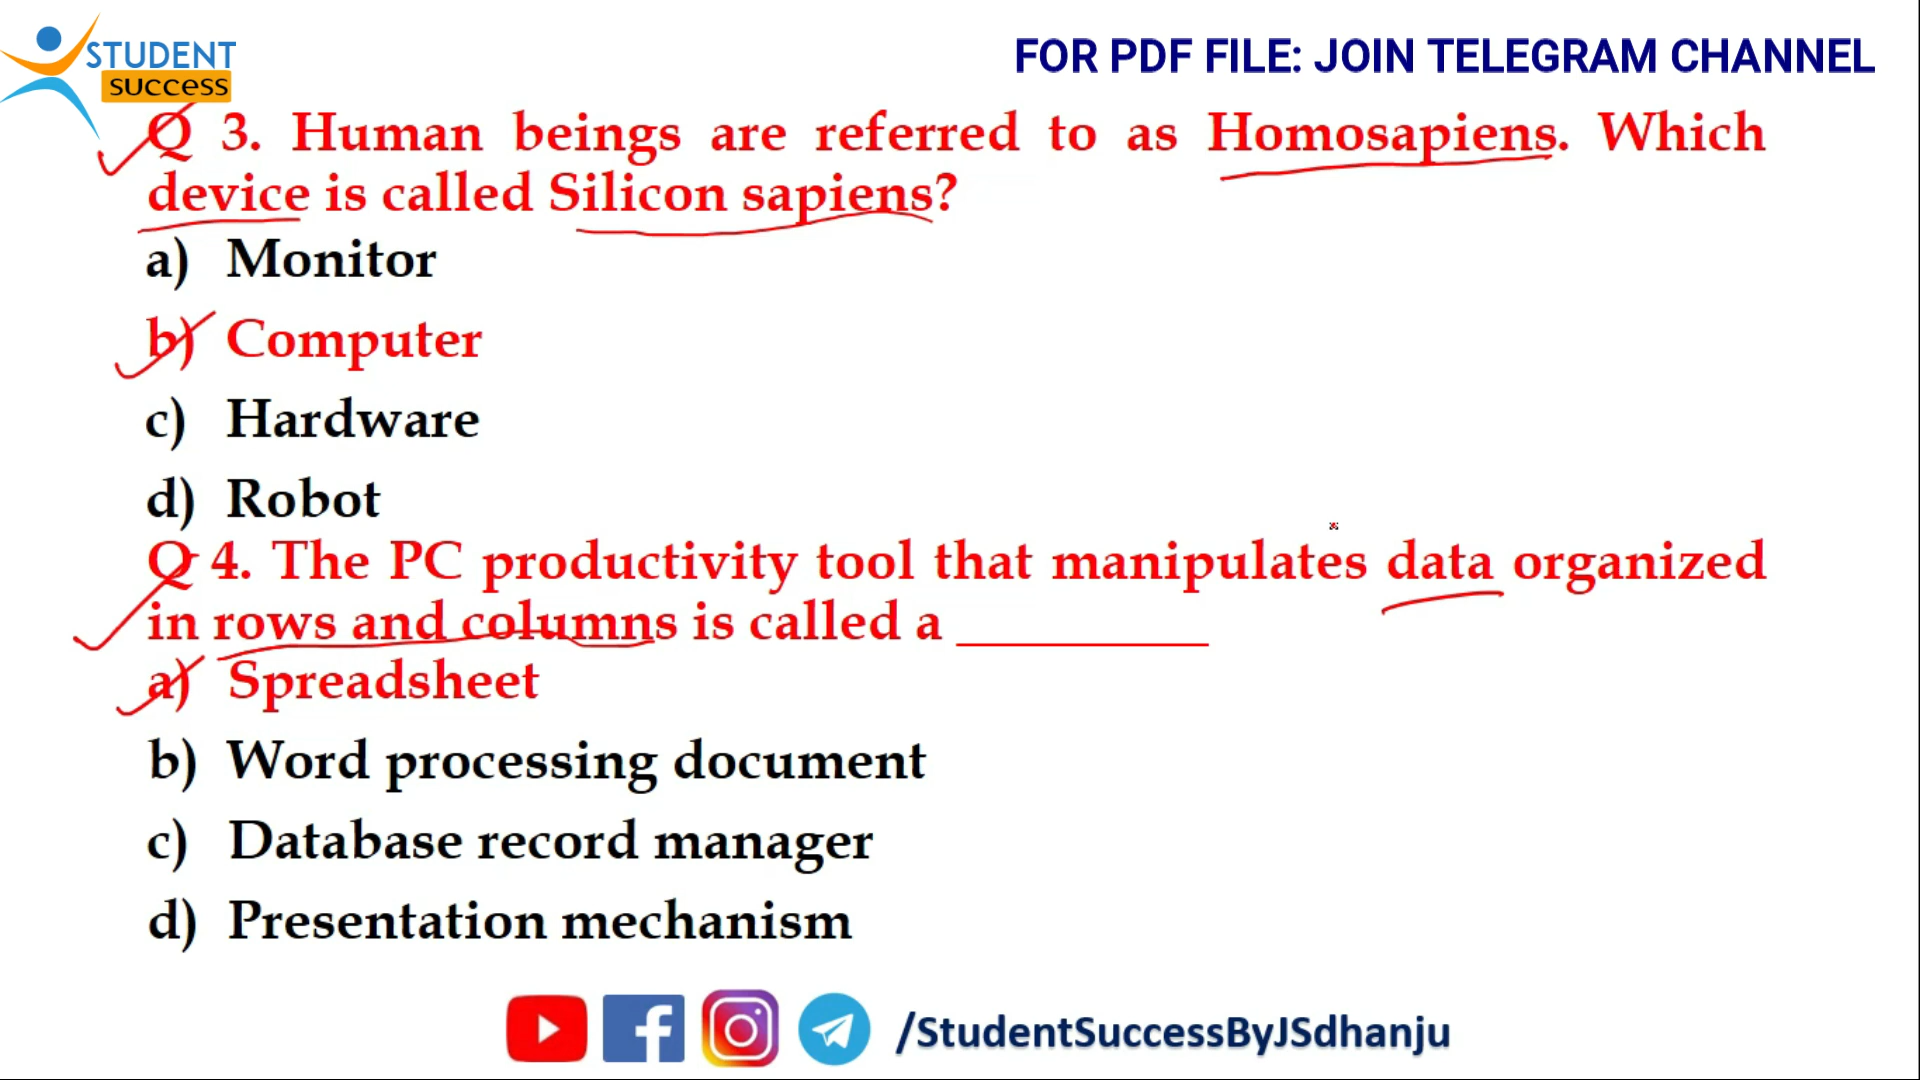 STUDENT
success
FOR PDF FILE: JOIN TELEGRAM CHANNEL
Q 3. Human beings are referred to as Homosapiens. Which
device is called Silicon sapiens?
a) Monitor
b) Computer
c) Hardware
d) Robot
Q 4. The PC productivity tool that manipulates data organized
in rows and columns is called a __________
a) Spreadsheet
b) Word processing document
c) Database record manager
d) Presentation mechanism
/StudentSuccessByJSdhanju